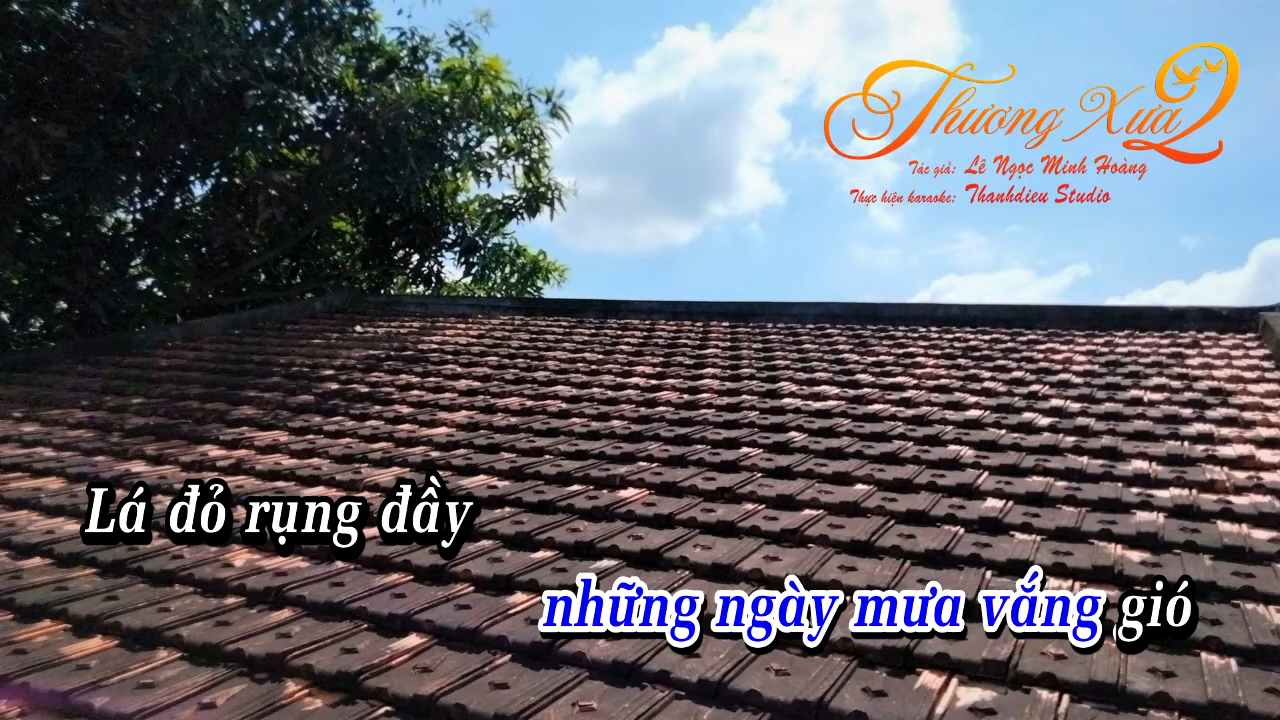 Thương Xưa 2
Tác giả: Lê Ngọc Minh Hoàng
Thực hiện karaoke: Thanhdieu Studio
Lá đỏ rụng đầy
những ngày mưa vắng gió